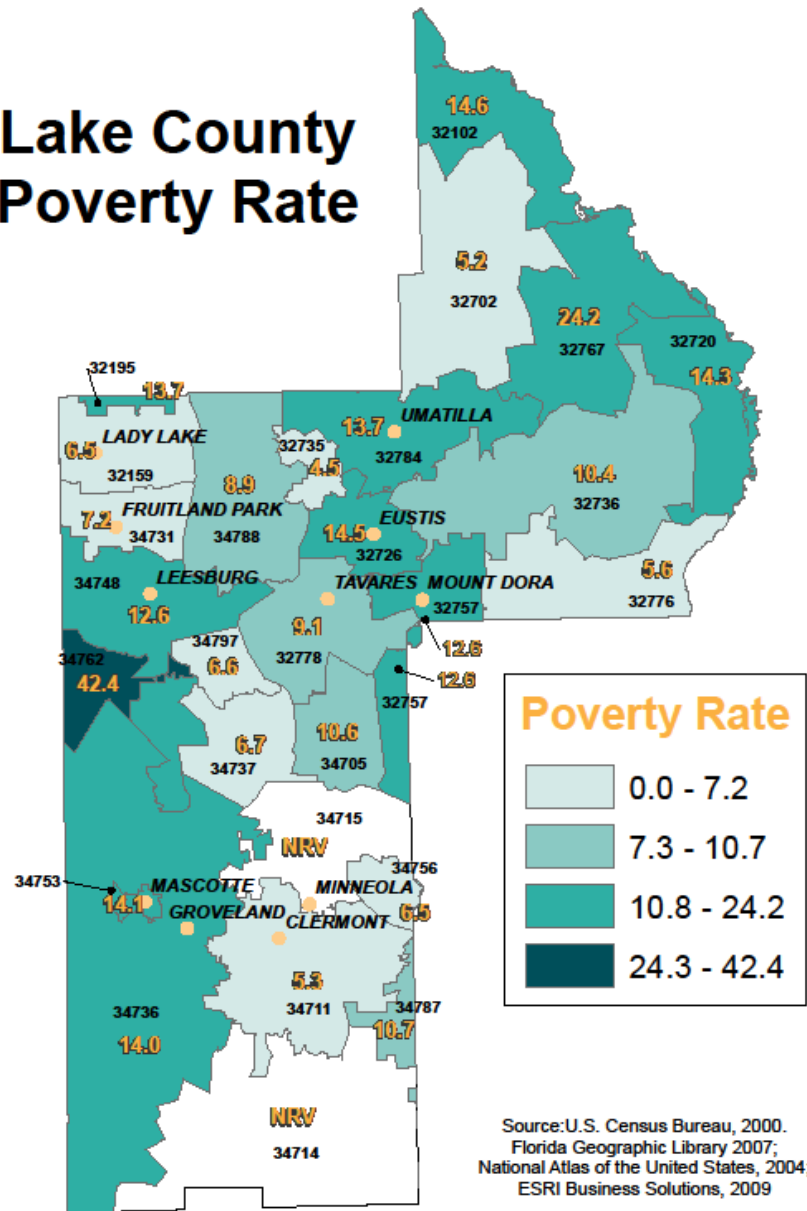 Lake County
Poverty Rate
14.6
32102
5.2
32702
24.2
32767
32720
14.3
32195
13.7
LADY LAKE
6.5
32159
UMATILLA
13.7
32784
32735
4.5
8.9
10.4
32736
FRUITLAND PARK
7.2
34731
34788
EUSTIS
14.5
32726
5.6
32776
34748
LEESBURG
12.6
TAVARES
MOUNT DORA
32757
9.1
32778
12.6
12.6
32757
34797
6.6
34762
42.4
6.7
34737
10.6
34705
34715
NRV
34756
6.5
34753
MASCOTTE
14.1
GROVELAND
MINNEOLA
CLERMONT
5.3
34711
34787
10.7
34736
14.0
NRV
34714
Poverty Rate
0.0 - 7.2
7.3 - 10.7
10.8 - 24.2
24.3 - 42.4
Source:U.S. Census Bureau, 2000.
Florida Geographic Library 2007;
National Atlas of the United States, 2004;
ESRI Business Solutions, 2009